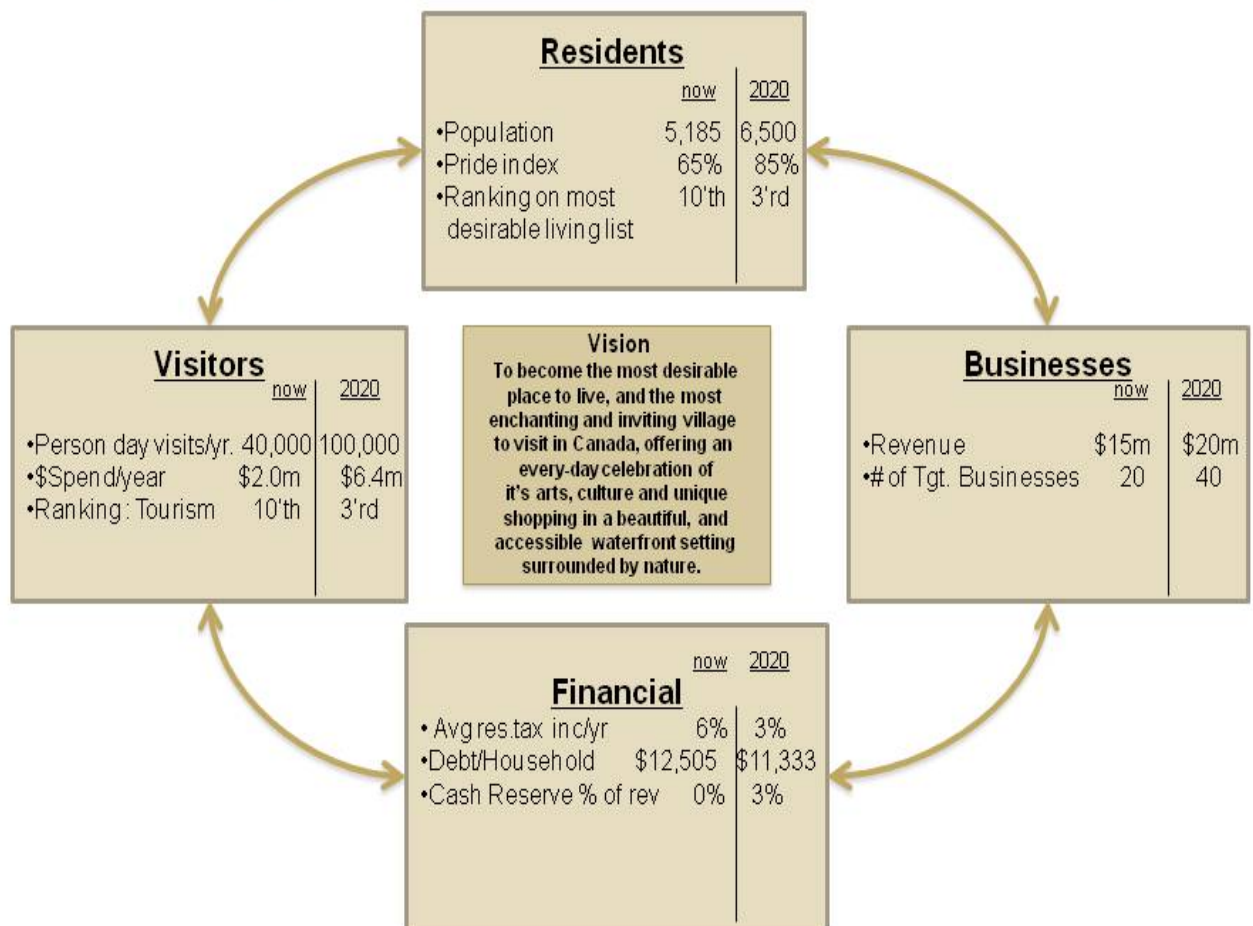 Residents
now 2020
•Population 5,185 6,500
•Pride index 65% 85%
•Ranking on most 10'th 3'rd
desirable living list
Visitors
now 2020
•Person day visits/yr. 40,000 100,000
•$Spend/year $2.0m $6.4m
•Ranking: Tourism 10'th 3'rd
Vision
To become the most desirable
place to live, and the most
enchanting and inviting village
to visit in Canada, offering an
every-day celebration of
it's arts, culture and unique
shopping in a beautiful, and
accessible waterfront setting
surrounded by nature.
Businesses
now 2020
•Revenue $15m $20m
•# of Tgt. Businesses 20 40
now 2020
Financial
• Avg res.tax inc/yr 6% 3%
•Debt/Household $12,505 $11,333
•Cash Reserve % of rev 0% 3%